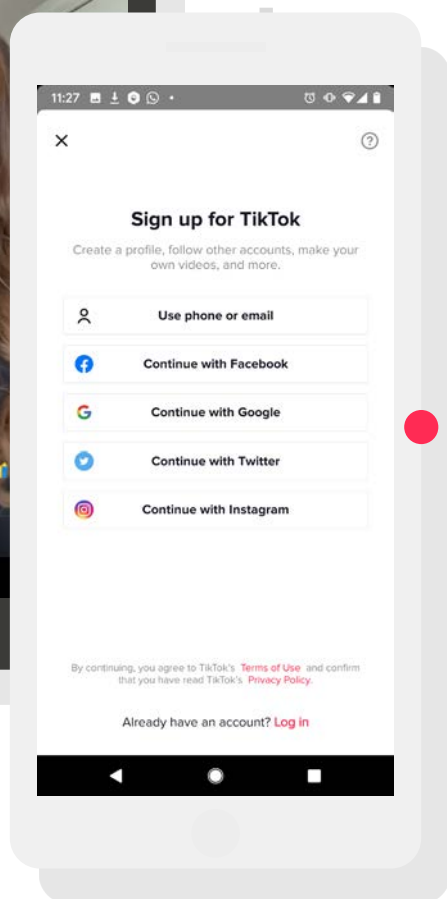 11:27
Sign up for TikTok
Create a profile, follow other accounts, make your
own videos, and more.
Use phone or email
Continue with Facebook
Continue with Google
Continue with Twitter
Continue with Instagram
By continuing, you agree to TikTok's Terms of Use and confirm
that you have read TikTok's Privacy Policy.
Already have an account? Log in